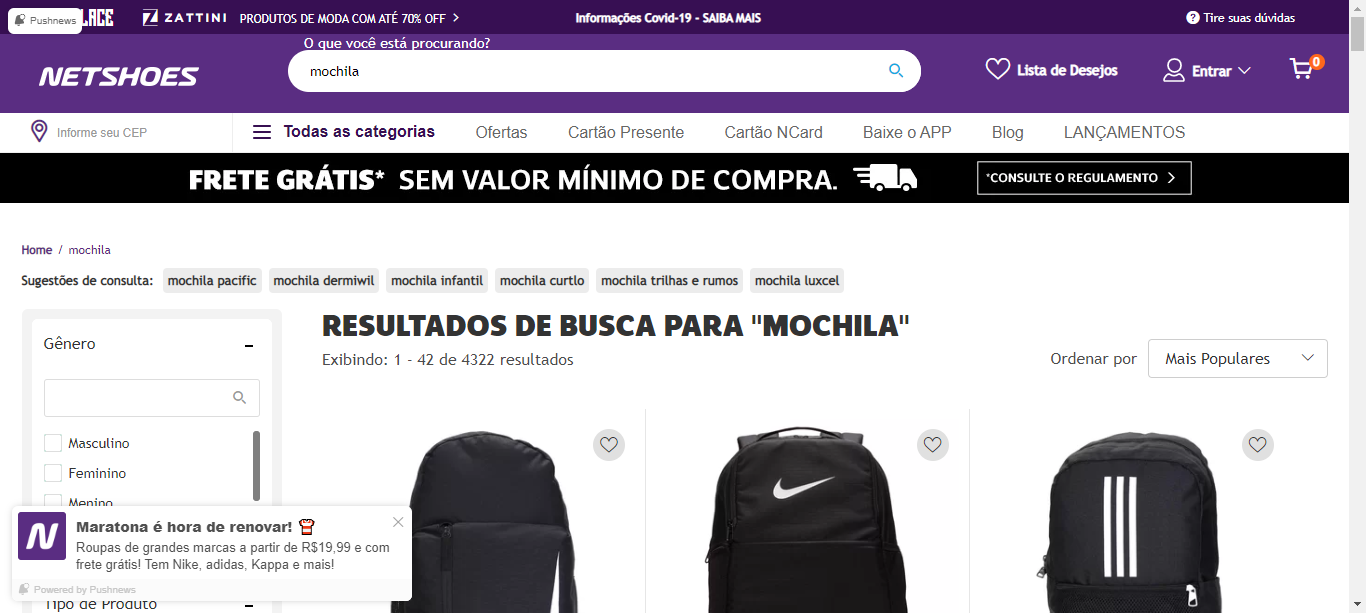 Pushnews
LACE
ZATTINI
PRODUTOS DE MODA COM ATÉ 70% OFF
Informações Covid-19 - SAIBA MAIS
Tire suas dúvidas
NETSHOES
O que você está procurando?
mochila
Lista de Desejos
Entrar
0
Informe seu CEP
Todas as categorias
Ofertas
Cartão Presente
Cartão NCard
Baixe o APP
Blog
LANÇAMENTOS
FRETE GRÁTIS* SEM VALOR MÍNIMO DE COMPRA.
*CONSULTE O REGULAMENTO
Home / mochila
Sugestões de consulta: mochila pacific mochila dermiwil mochila infantil mochila curtlo mochila trilhas e rumos mochila luxcel
Gênero
Masculino
Feminino
Menino
RESULTADOS DE BUSCA PARA "MOCHILA"
Exibindo: 1 - 42 de 4322 resultados
Ordenar por
Mais Populares
N
Maratona é hora de renovar!
Roupas de grandes marcas a partir de R$19,99 e com
frete grátis! Tem Nike, adidas, Kappa e mais!
Powered by Pushnews
Tipo de Produto